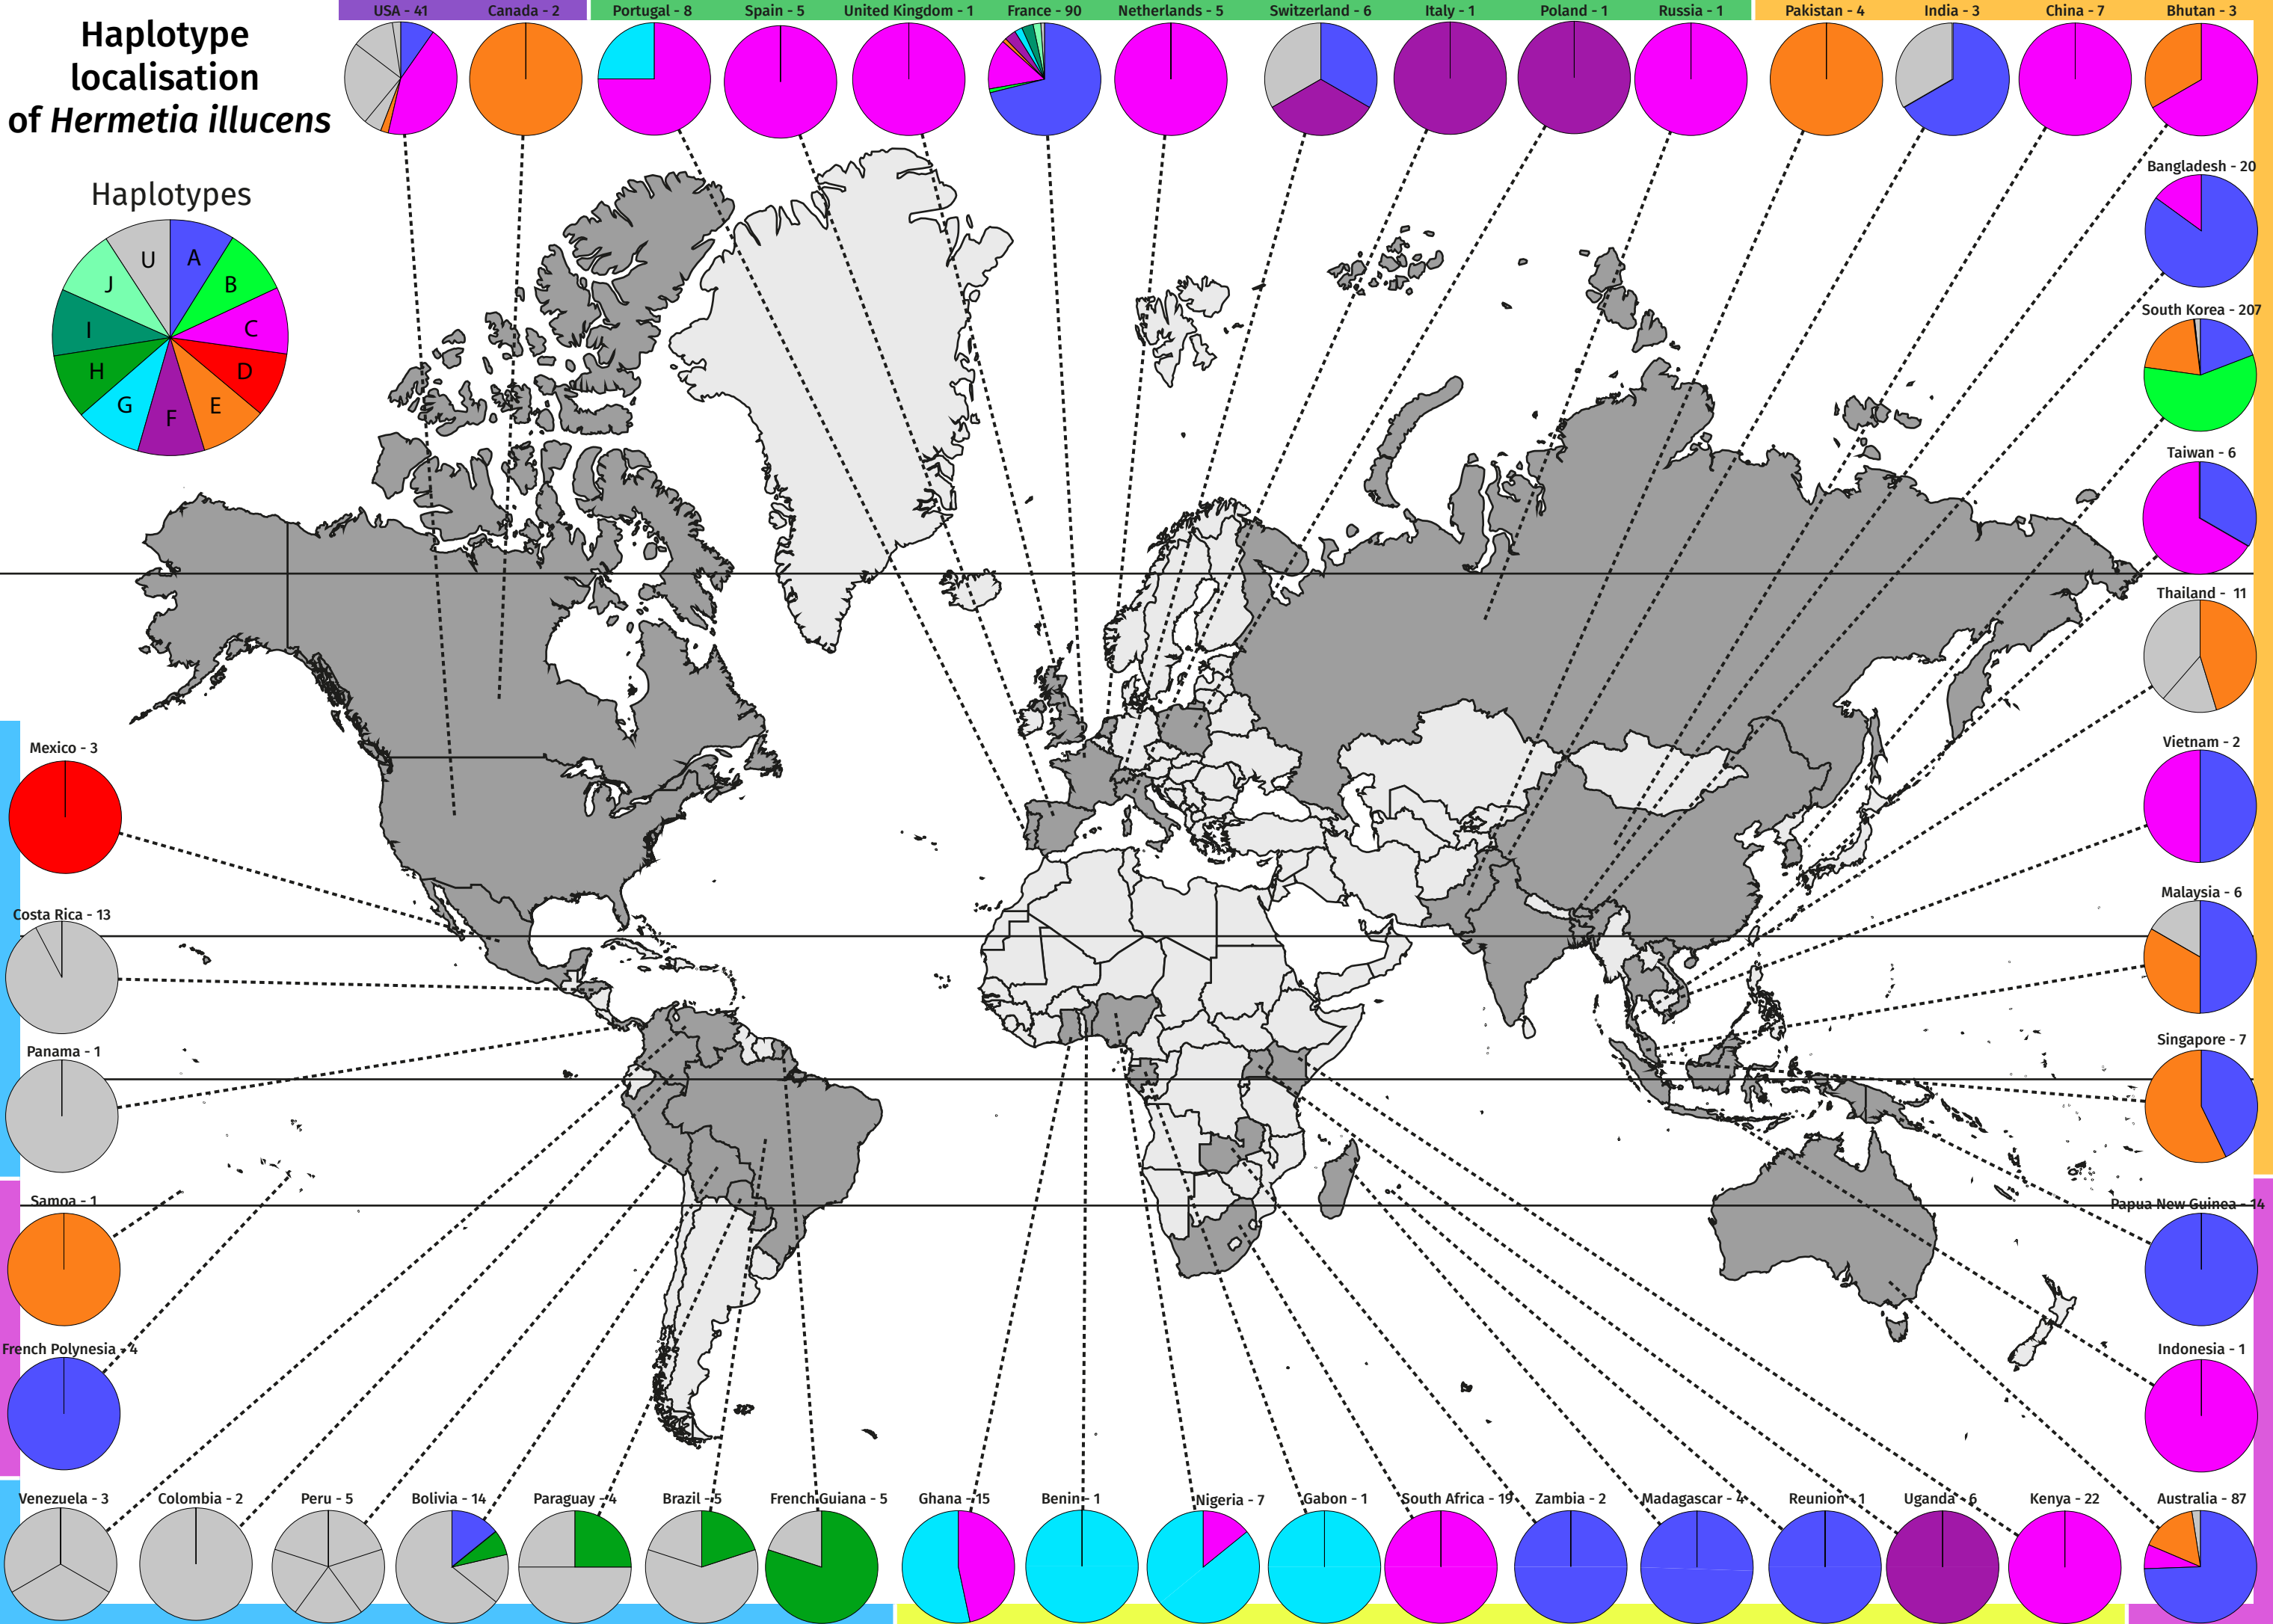 Haplotype
localisation
of Hermetia illucens
USA - 41
Canada - 2
Portugal - 8
Spain - 5
United Kingdom - 1
France - 90
Netherlands - 5
Switzerland - 6
Italy - 1
Poland - 1
Russia - 1
Pakistan - 4
India - 3
China - 7
Bhutan - 3
Haplotypes
A
B
C
D
E
F
G
H
I
J
U
Bangladesh - 20
South Korea - 207
Taiwan - 6
Thailand - 11
Vietnam - 2
Malaysia - 6
Singapore - 7
Papua New Guinea - 14
Indonesia - 1
Mexico - 3
Costa Rica - 13
Panama - 1
Samoa - 1
French Polynesia - 4
Venezuela - 3
Colombia - 2
Peru - 5
Bolivia - 14
Paraguay - 4
Brazil - 5
French Guiana - 5
Ghana - 15
Benin - 1
Nigeria - 7
Gabon - 1
South Africa - 19
Zambia - 2
Madagascar - 4
Reunion - 1
Uganda - 6
Kenya - 22
Australia - 87